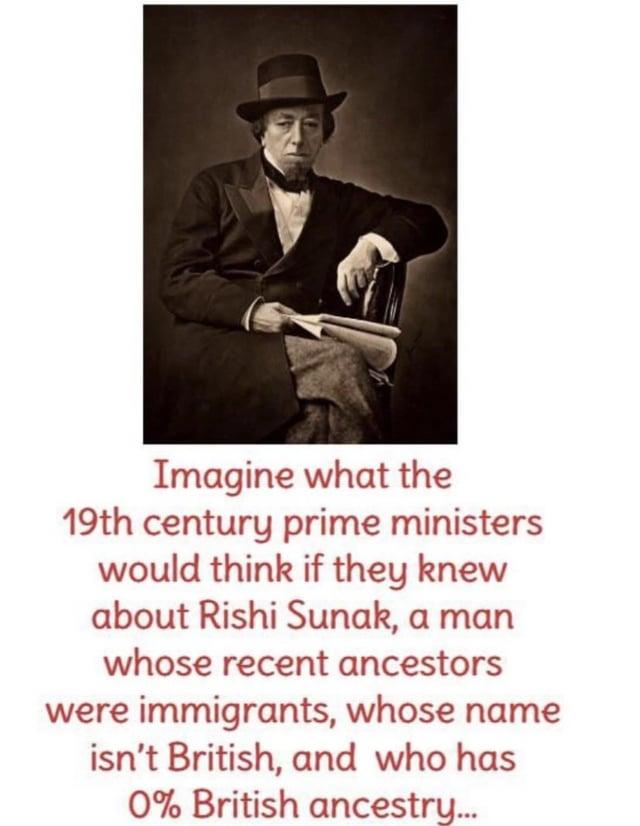 Imagine what the
19th century prime ministers
would think if they knew
about Rishi Sunak, a man
whose recent ancestors
were immigrants, whose name
isn't British, and who has
0% British ancestry...